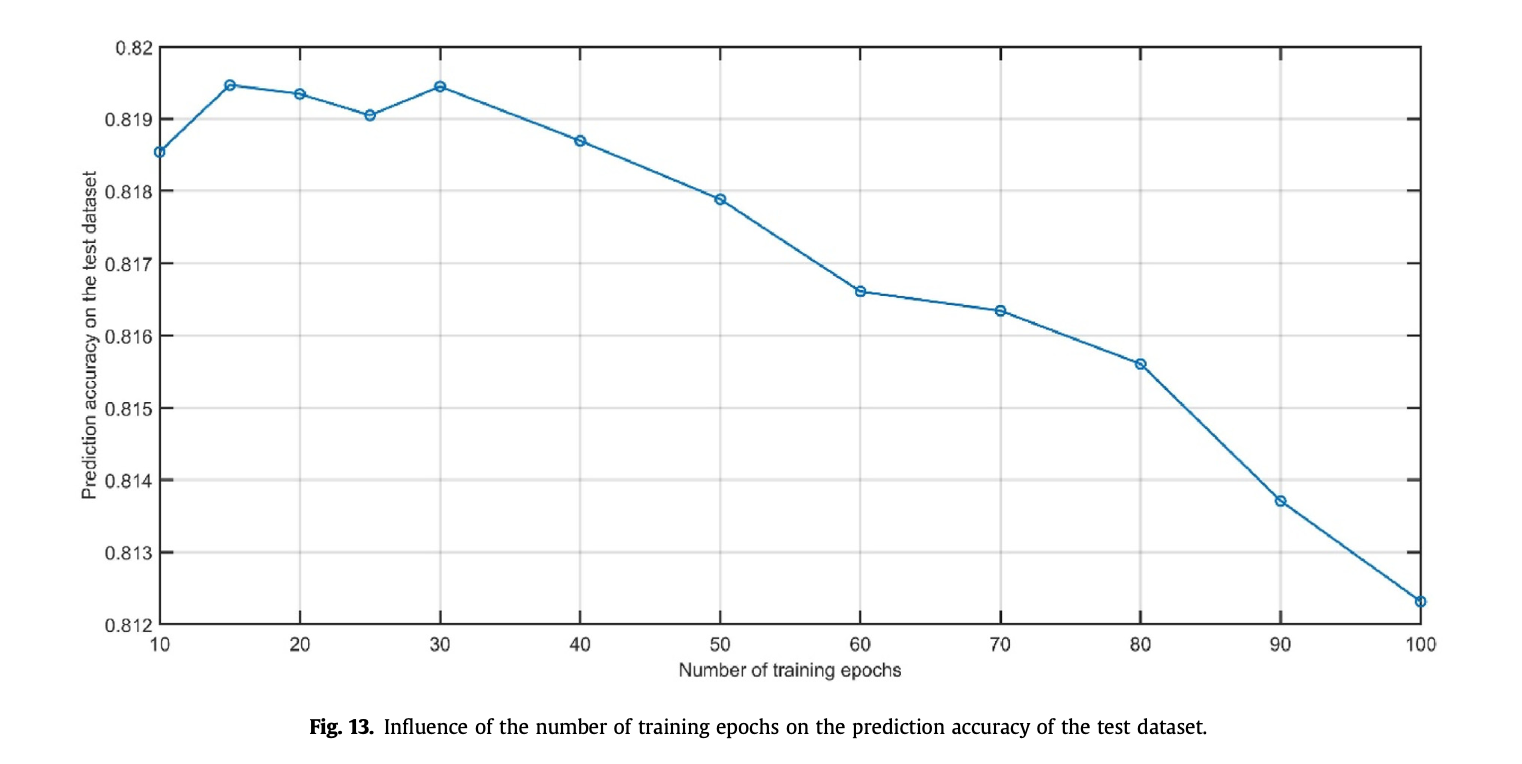 0.82
0.819
0.818
0.817
0.816
0.815
0.814
0.813
0.812
Prediction accuracy on the test dataset
10 20 30 40 50 60 70 80 90 100
Number of training epochs
Fig. 13. Influence of the number of training epochs on the prediction accuracy of the test dataset.